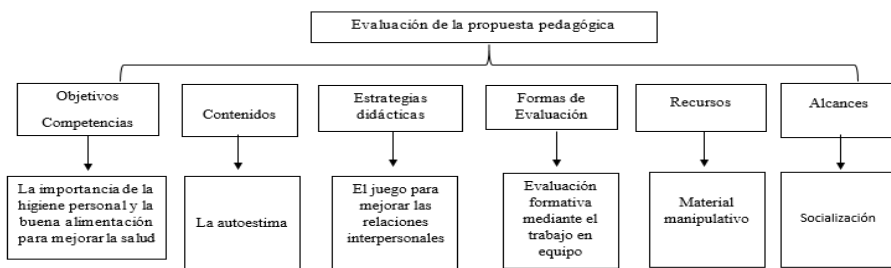 Evaluación de la propuesta pedagógica
Objetivos
Competencias
Contenidos
Estrategias
didácticas
Formas de
Evaluación
Recursos
Alcances
La importancia de la
higiene personal y la
buena alimentación
para mejorar la salud
La autoestima
El juego para
mejorar las
relaciones
interpersonales
Evaluación
formativa
mediante el
trabajo en
equipo
Material
manipulativo
Socialización